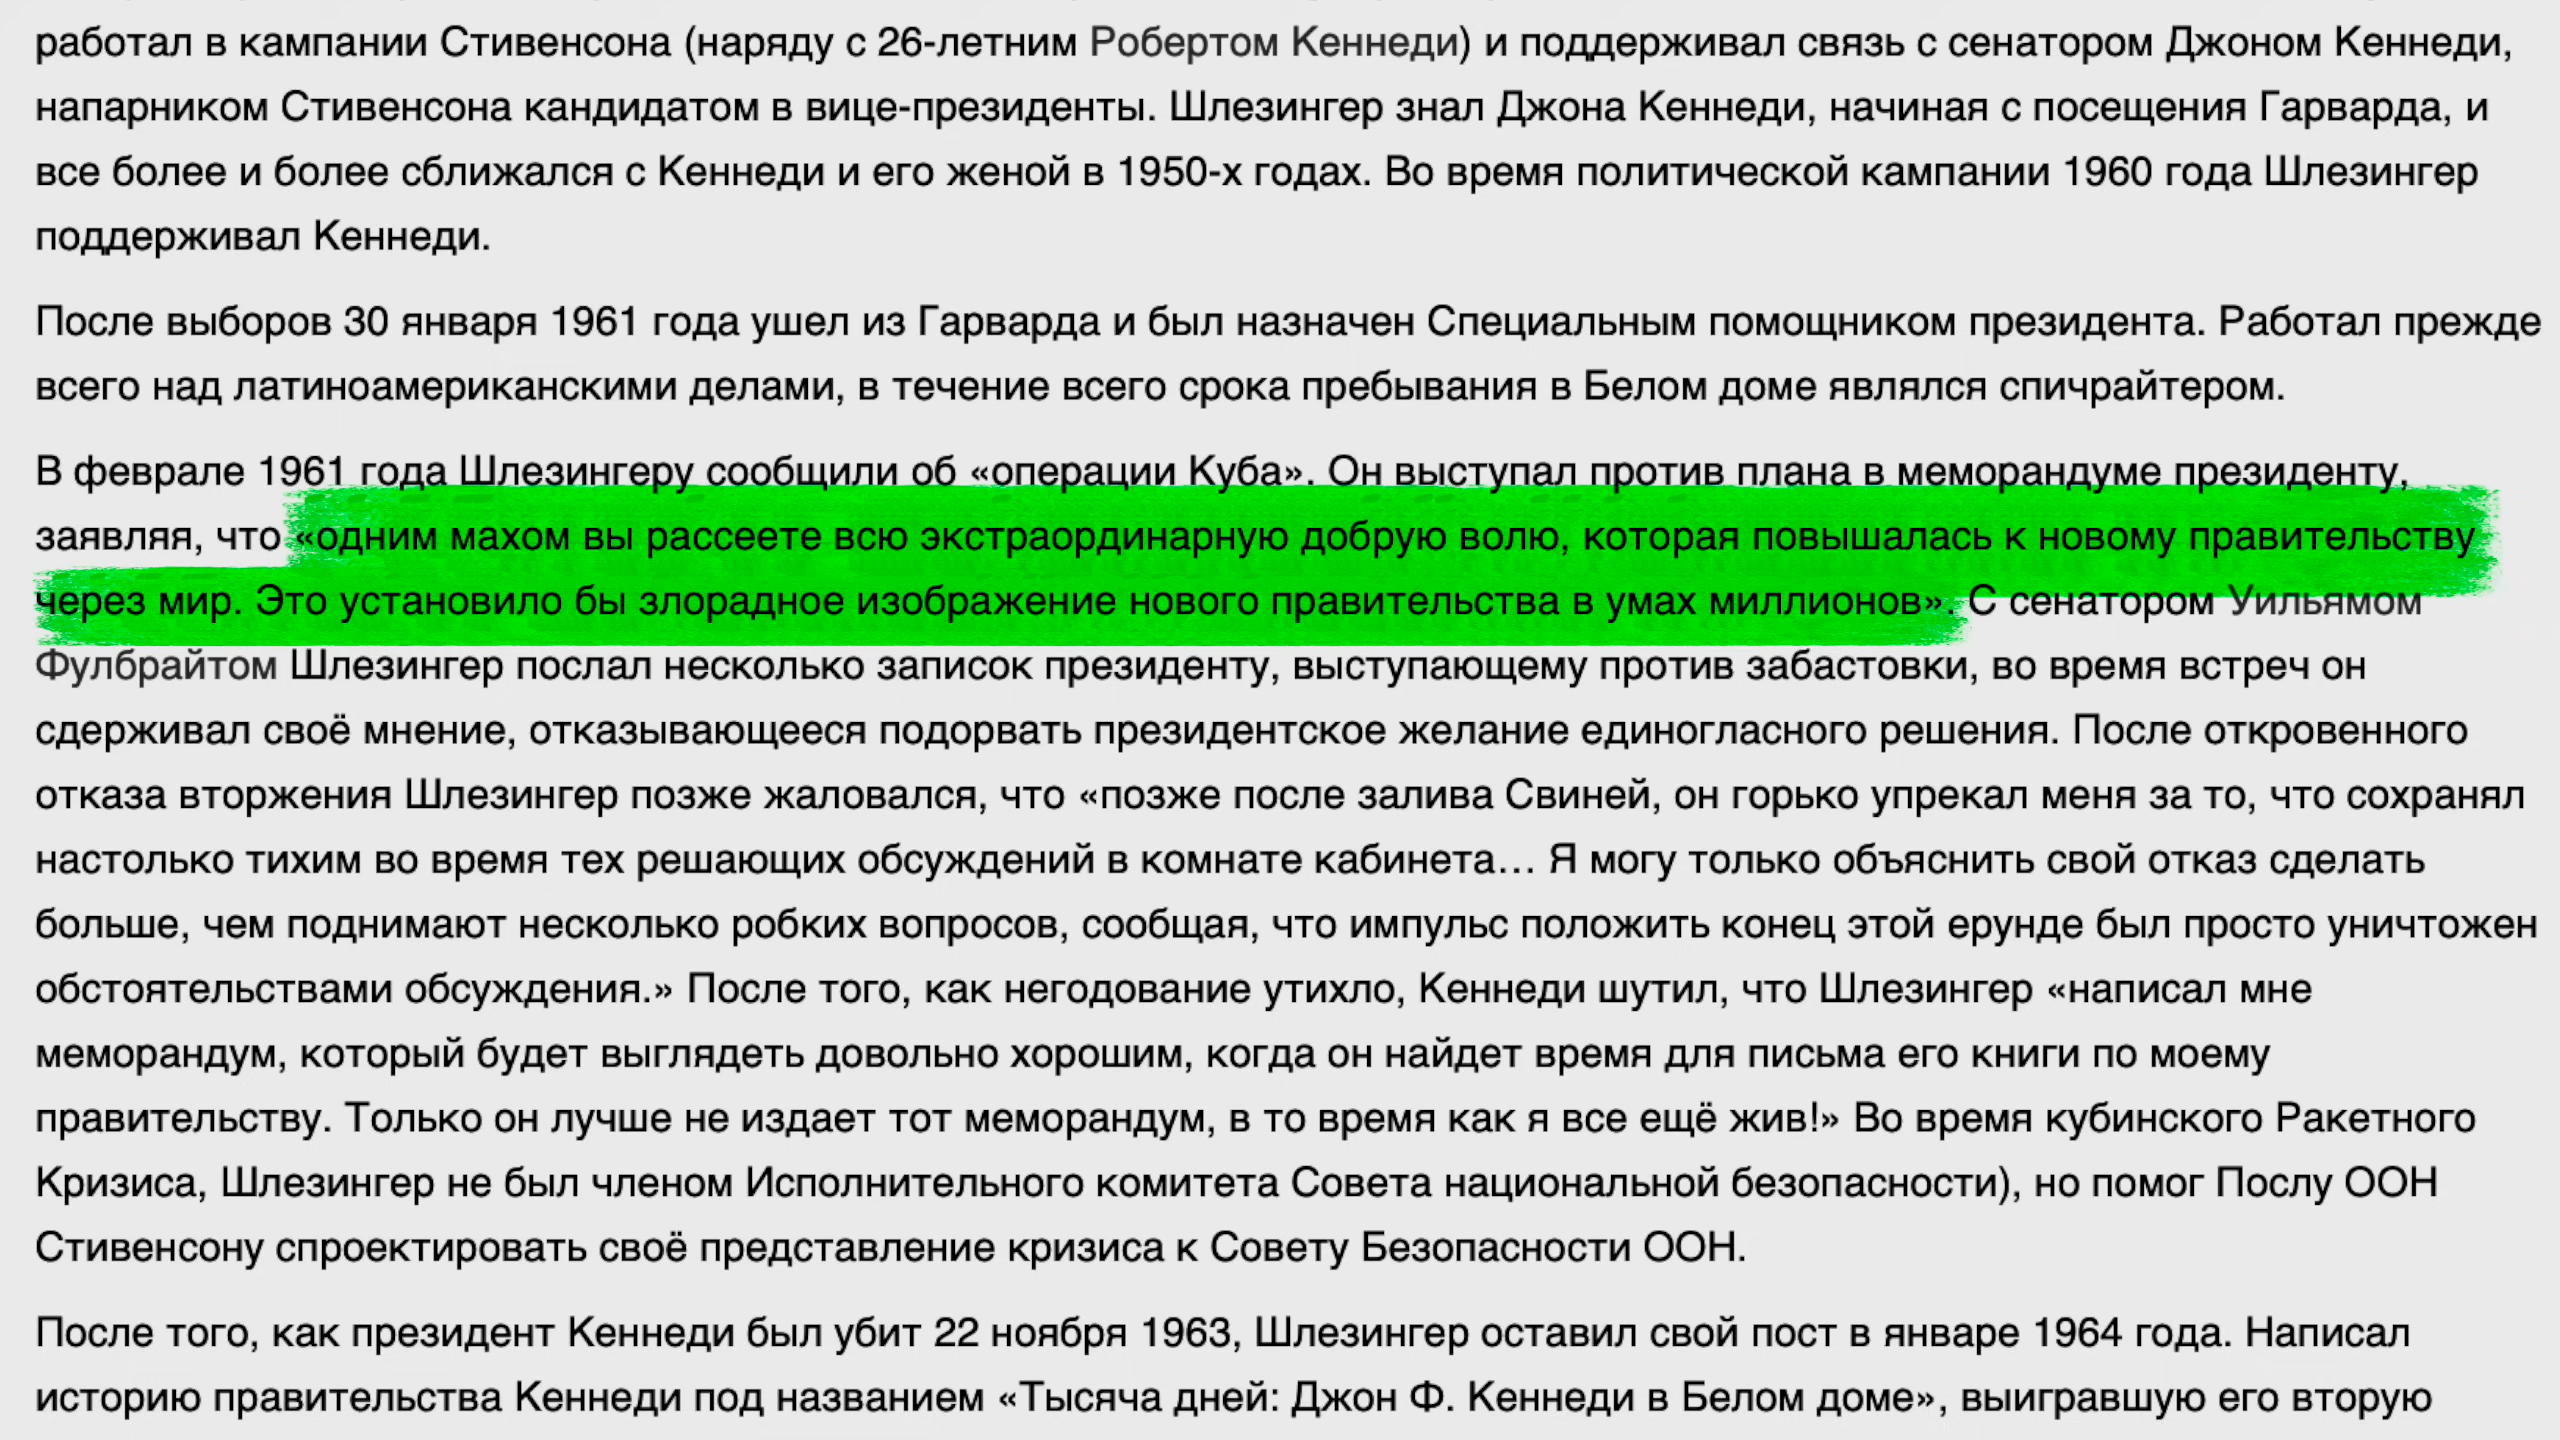 работал в кампании Стивенсона (наряду с 26-летним Робертом Кеннеди) и поддерживал связь с сенатором Джоном Кеннеди,
напарником Стивенсона кандидатом в вице-президенты. Шлезингер знал Джона Кеннеди, начиная с посещения Гарварда, и
все более и более сближался с Кеннеди и его женой в 1950-х годах. Во время политической кампании 1960 года Шлезингер
поддерживал Кеннеди.
После выборов 30 января 1961 года ушел из Гарварда и был назначен Специальным помощником президента. Работал прежде
всего над латиноамериканскими делами, в течение всего срока пребывания в Белом доме являлся спичрайтером.
В феврале 1961 года Шлезингеру сообщили об «операции Куба». Он выступал против плана в меморандуме президенту,
заявляя, что «одним махом вы рассеете всю экстраординарную добрую волю, которая повышалась к новому правительству
через мир. Это установило бы злорадное изображение нового правительства в умах миллионов». С сенатором Уильямом
Фулбрайтом Шлезингер послал несколько записок президенту, выступающему против забастовки, во время встреч он
сдерживал своё мнение, отказывающееся подорвать президентское желание единогласного решения. После откровенного
отказа вторжения Шлезингер позже жаловался, что «позже после залива Свиней, он горько упрекал меня за то, что сохранял
настолько тихим во время тех решающих обсуждений в комнате кабинета… Я могу только объяснить свой отказ сделать
больше, чем поднимают несколько робких вопросов, сообщая, что импульс положить конец этой ерунде был просто уничтожен
обстоятельствами обсуждения.» После того, как негодование утихло, Кеннеди шутил, что Шлезингер «написал мне
меморандум, который будет выглядеть довольно хорошим, когда он найдет время для письма его книги по моему
правительству. Только он лучше не издает тот меморандум, в то время как я все ещё жив!» Во время кубинского Ракетного
Кризиса, Шлезингер не был членом Исполнительного комитета Совета национальной безопасности), но помог Послу ООН
Стивенсону спроектировать своё представление кризиса к Совету Безопасности ООН.
После того, как президент Кеннеди был убит 22 ноября 1963, Шлезингер оставил свой пост в январе 1964 года. Написал
историю правительства Кеннеди под названием «Тысяча дней: Джон Ф. Кеннеди в Белом доме», выигравшую его вторую